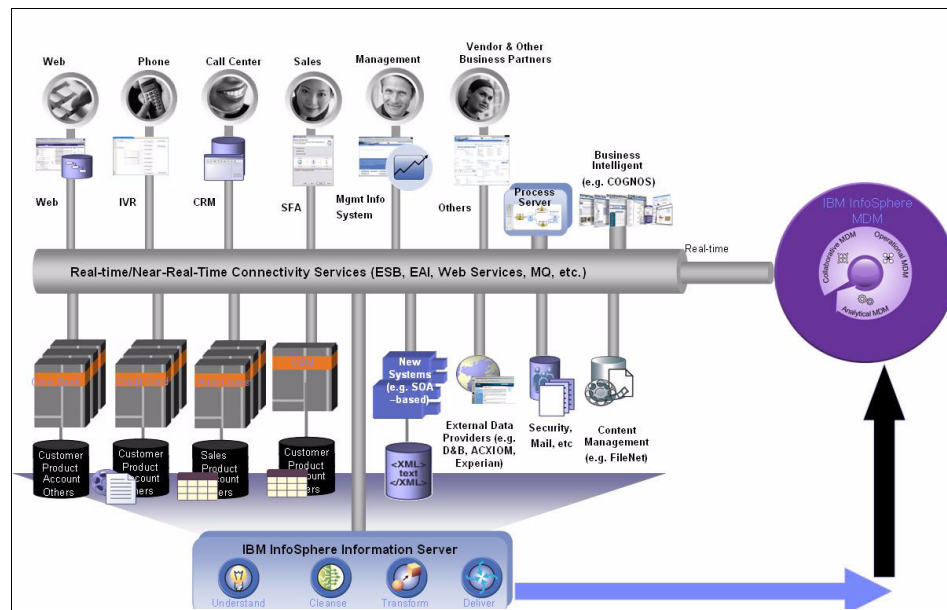 Web
Phone
Call Center
Sales
Management
Vendor & Other
Business Partners
Web
IVR
CRM
SFA
Mgmt Info
System
Others
Process
Server
Business
Intelligent
(e.g. COGNOS)
IBM InfoSphere
MDM
Collaborative MDM
Operational MDM
Analytical MDM
Real-time
Real-time/Near-Real-Time Connectivity Services (ESB, EAI, Web Services, MQ, etc.)
New
Systems
(e.g. SOA
–based)
External Data
Providers (e.g.
D&B, ACXIOM,
Experian)
Security,
Mail, etc
Content
Management
(e.g. FileNet)
Customer
Product
Account
Others
Customer
Product
Sales
Product
Customer
Product
<XML>
text
</XML>
IBM InfoSphere Information Server
Understand
Cleanse
Transform
Deliver